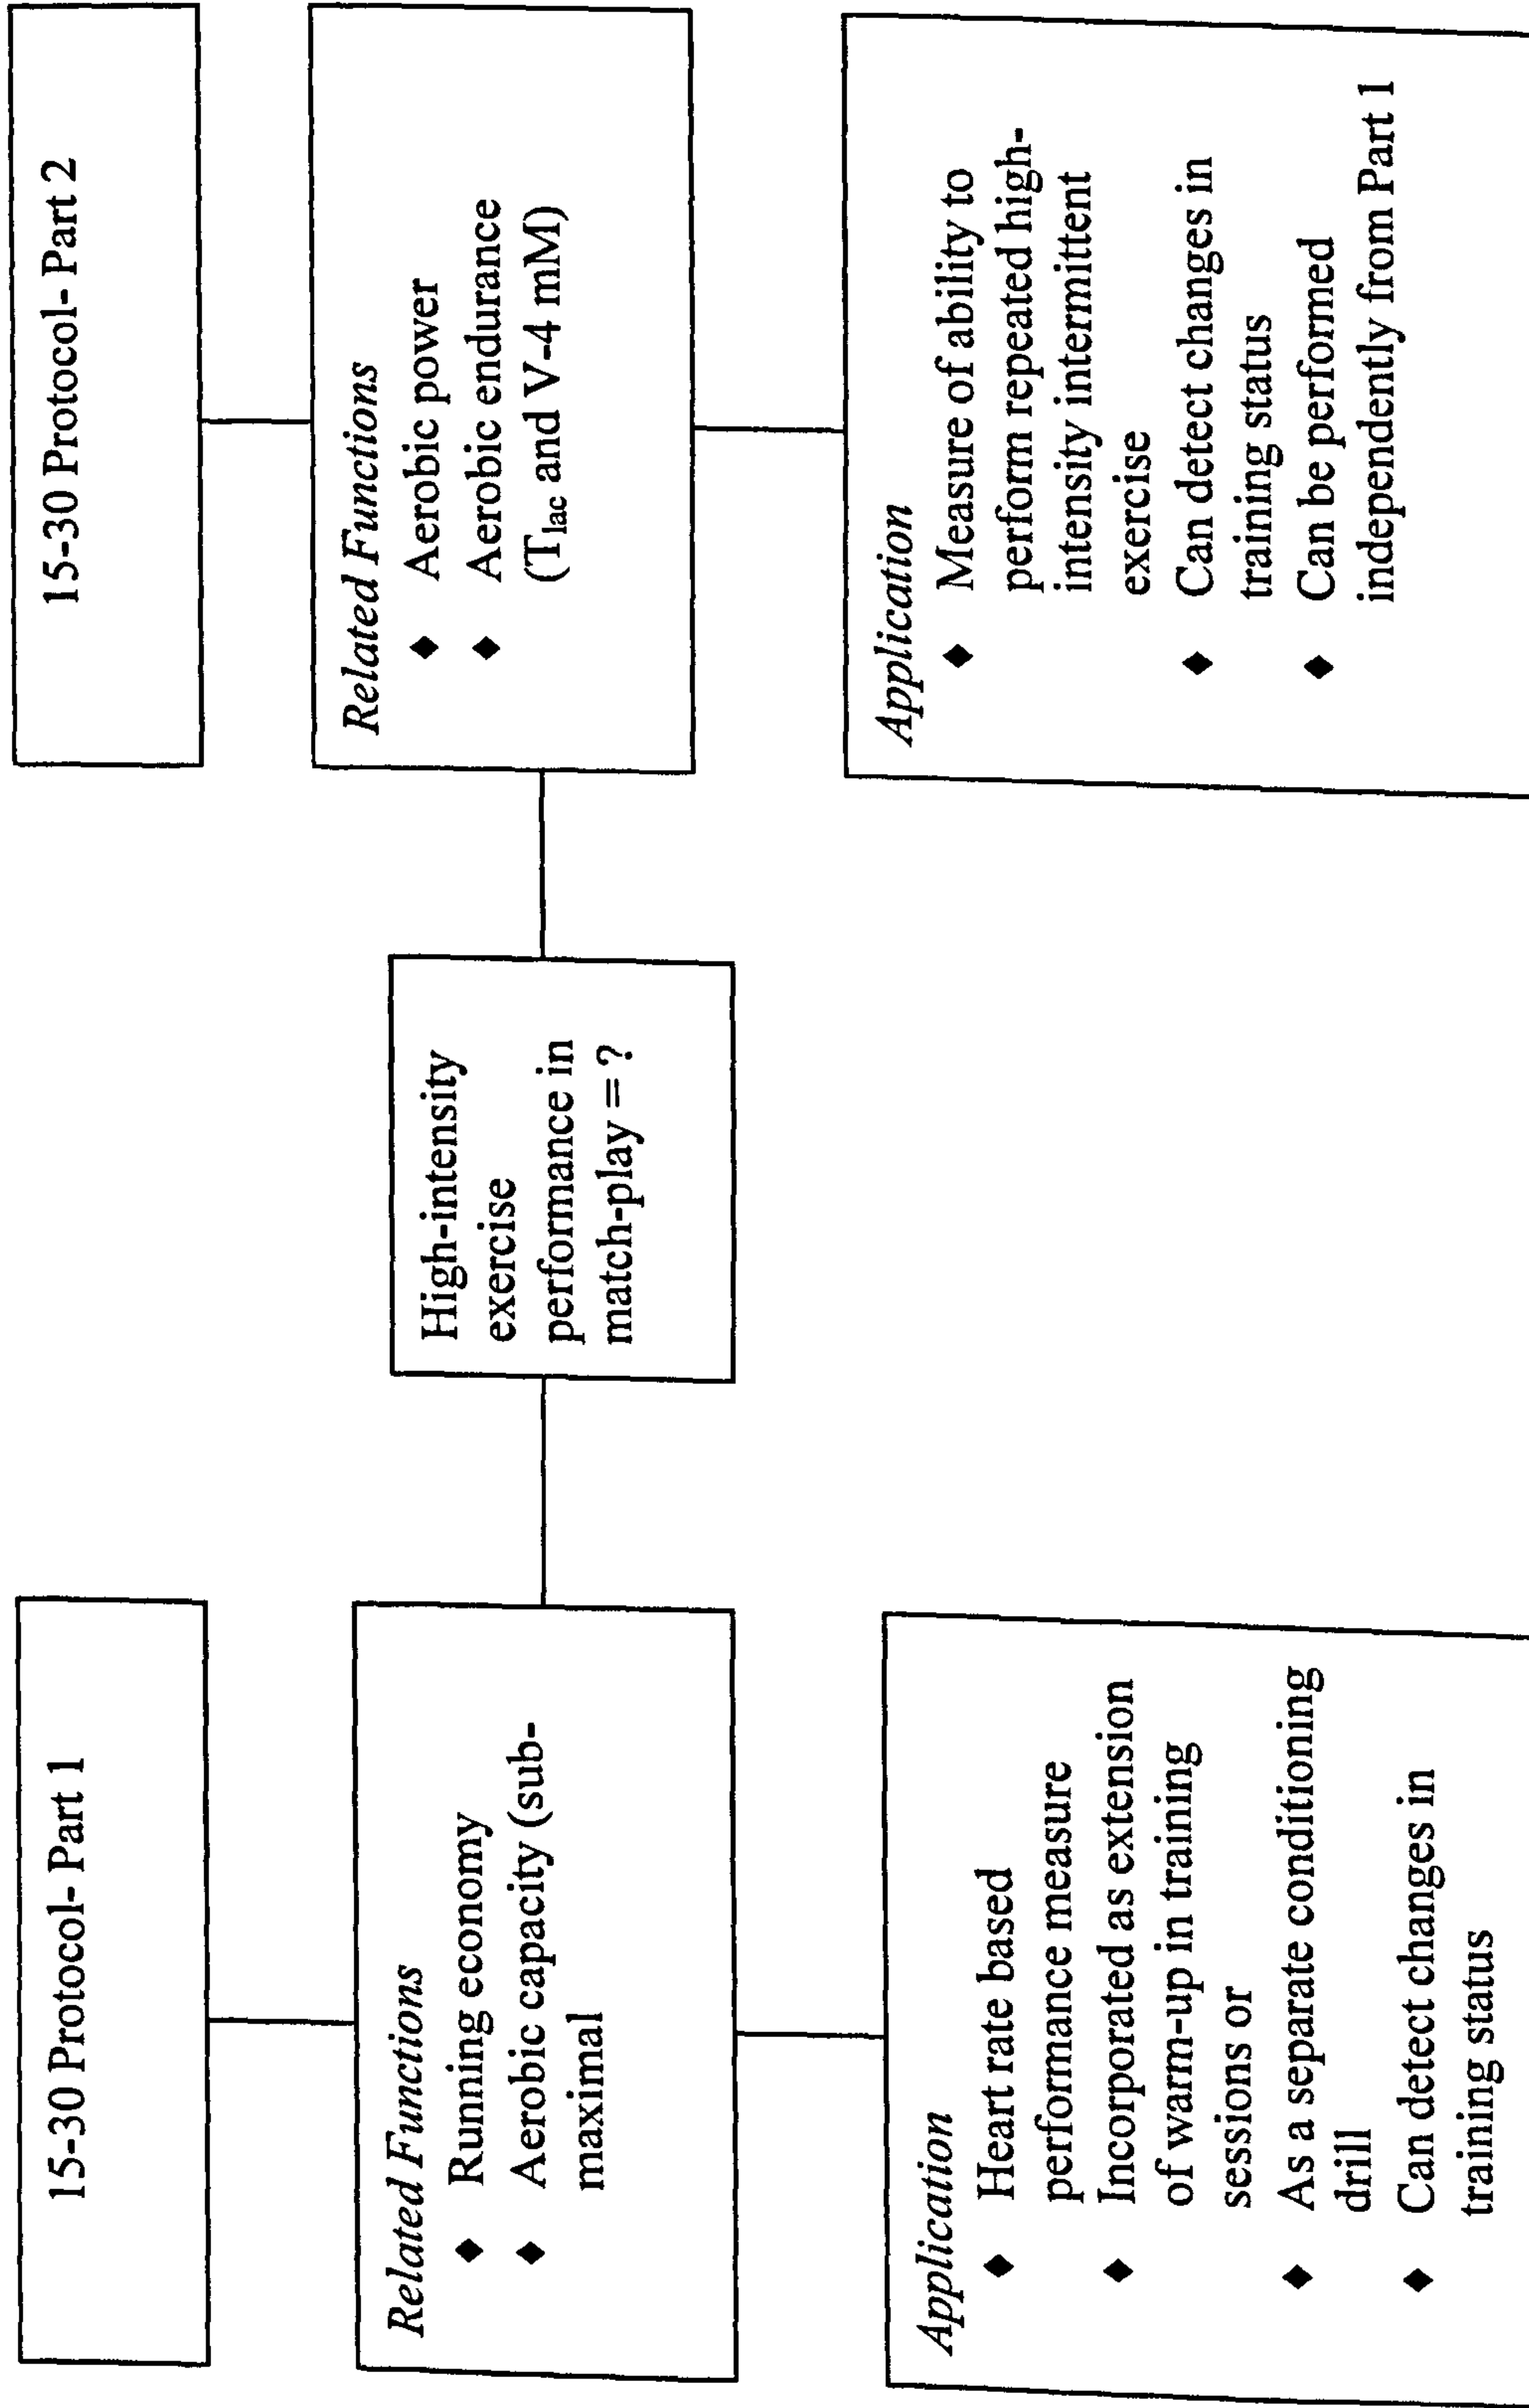 15-30 Protocol- Part 1
Related Functions
◆ Running economy
◆ Aerobic capacity (sub-
maximal
Application
◆ Heart rate based
performance measure
◆ Incorporated as extension
of warm-up in training
sessions or
◆ As a separate conditioning
drill
◆ Can detect changes in
training status
High-intensity
exercise
performance in
match-play = ?
15-30 Protocol- Part 2
Related Functions
◆ Aerobic power
◆ Aerobic endurance
(Tlac and V-4 mM)
Application
◆ Measure of ability to
perform repeated high-
intensity intermittent
exercise
◆ Can detect changes in
training status
◆ Can be performed
independently from Part 1